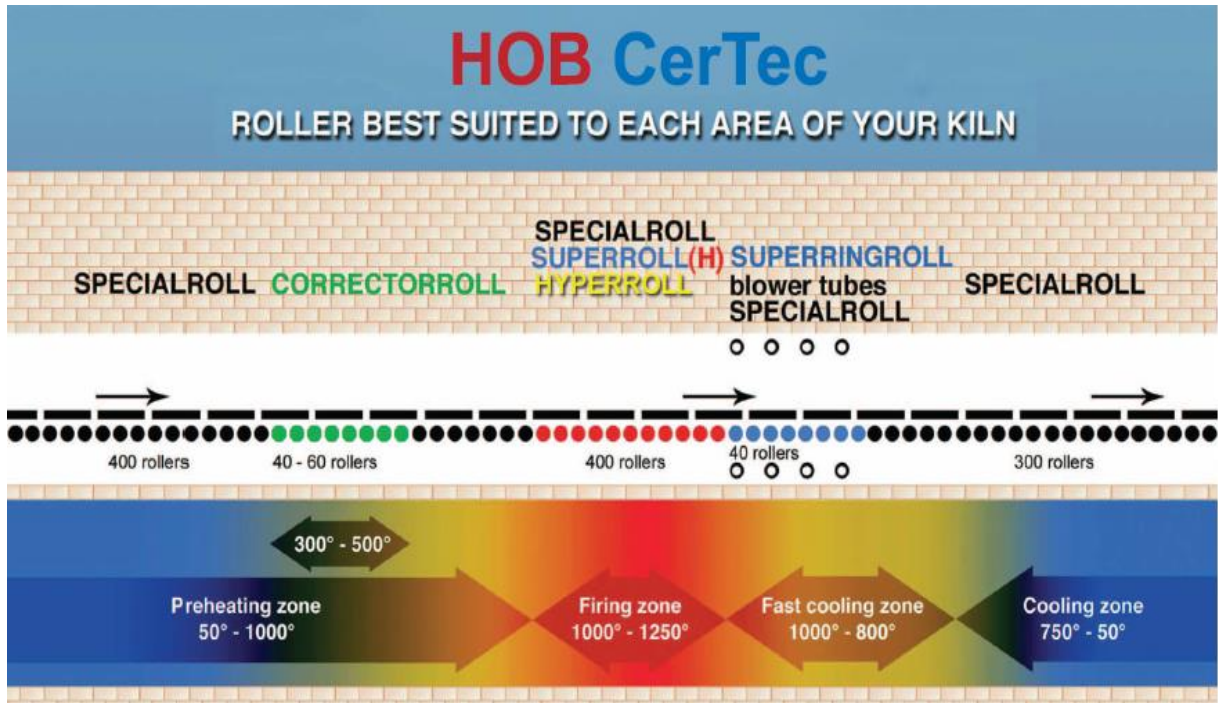 HOB CerTec
ROLLER BEST SUITED TO EACH AREA OF YOUR KILN
SPECIALROLL
CORRECTORROLL
SPECIALROLL
SUPERROLL(H)
HYPERROLL
SUPERRINGROLL
blower tubes
SPECIALROLL
SPECIALROLL
400 rollers
40 - 60 rollers
400 rollers
40 rollers
300 rollers
300° - 500°
Preheating zone
50° - 1000°
Firing zone
1000° - 1250°
Fast cooling zone
1000° - 800°
Cooling zone
750° - 50°